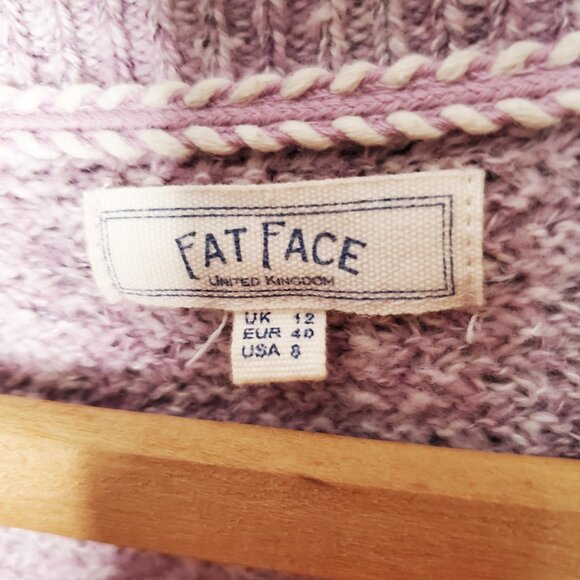 FAT FACE
UNITED KINGDOM
UK 12
EUR 40
USA 8